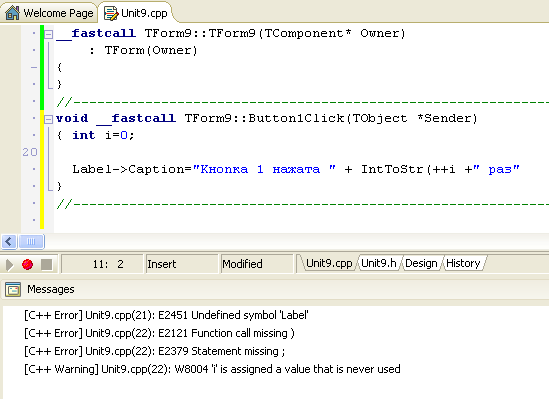 Welcome Page Unit9.cpp
__fastcall TForm9::TForm9(TComponent* Owner)
: TForm(Owner)
{
}
//---------------------------------------------------------------
void __fastcall TForm9::Button1Click(TObject *Sender)
{ int i=0;
20
Label->Caption="Кнопка 1 нажата " + IntToStr(++i +" раз"
}
//---------------------------------------------------------------
11: 2 Insert Modified Unit9.cpp Unit9.h Design History
Messages
[C++ Error] Unit9.cpp(21): E2451 Undefined symbol 'Label'
[C++ Error] Unit9.cpp(22): E2121 Function call missing )
[C++ Error] Unit9.cpp(22): E2379 Statement missing ;
[C++ Warning] Unit9.cpp(22): W8004 'i' is assigned a value that is never used